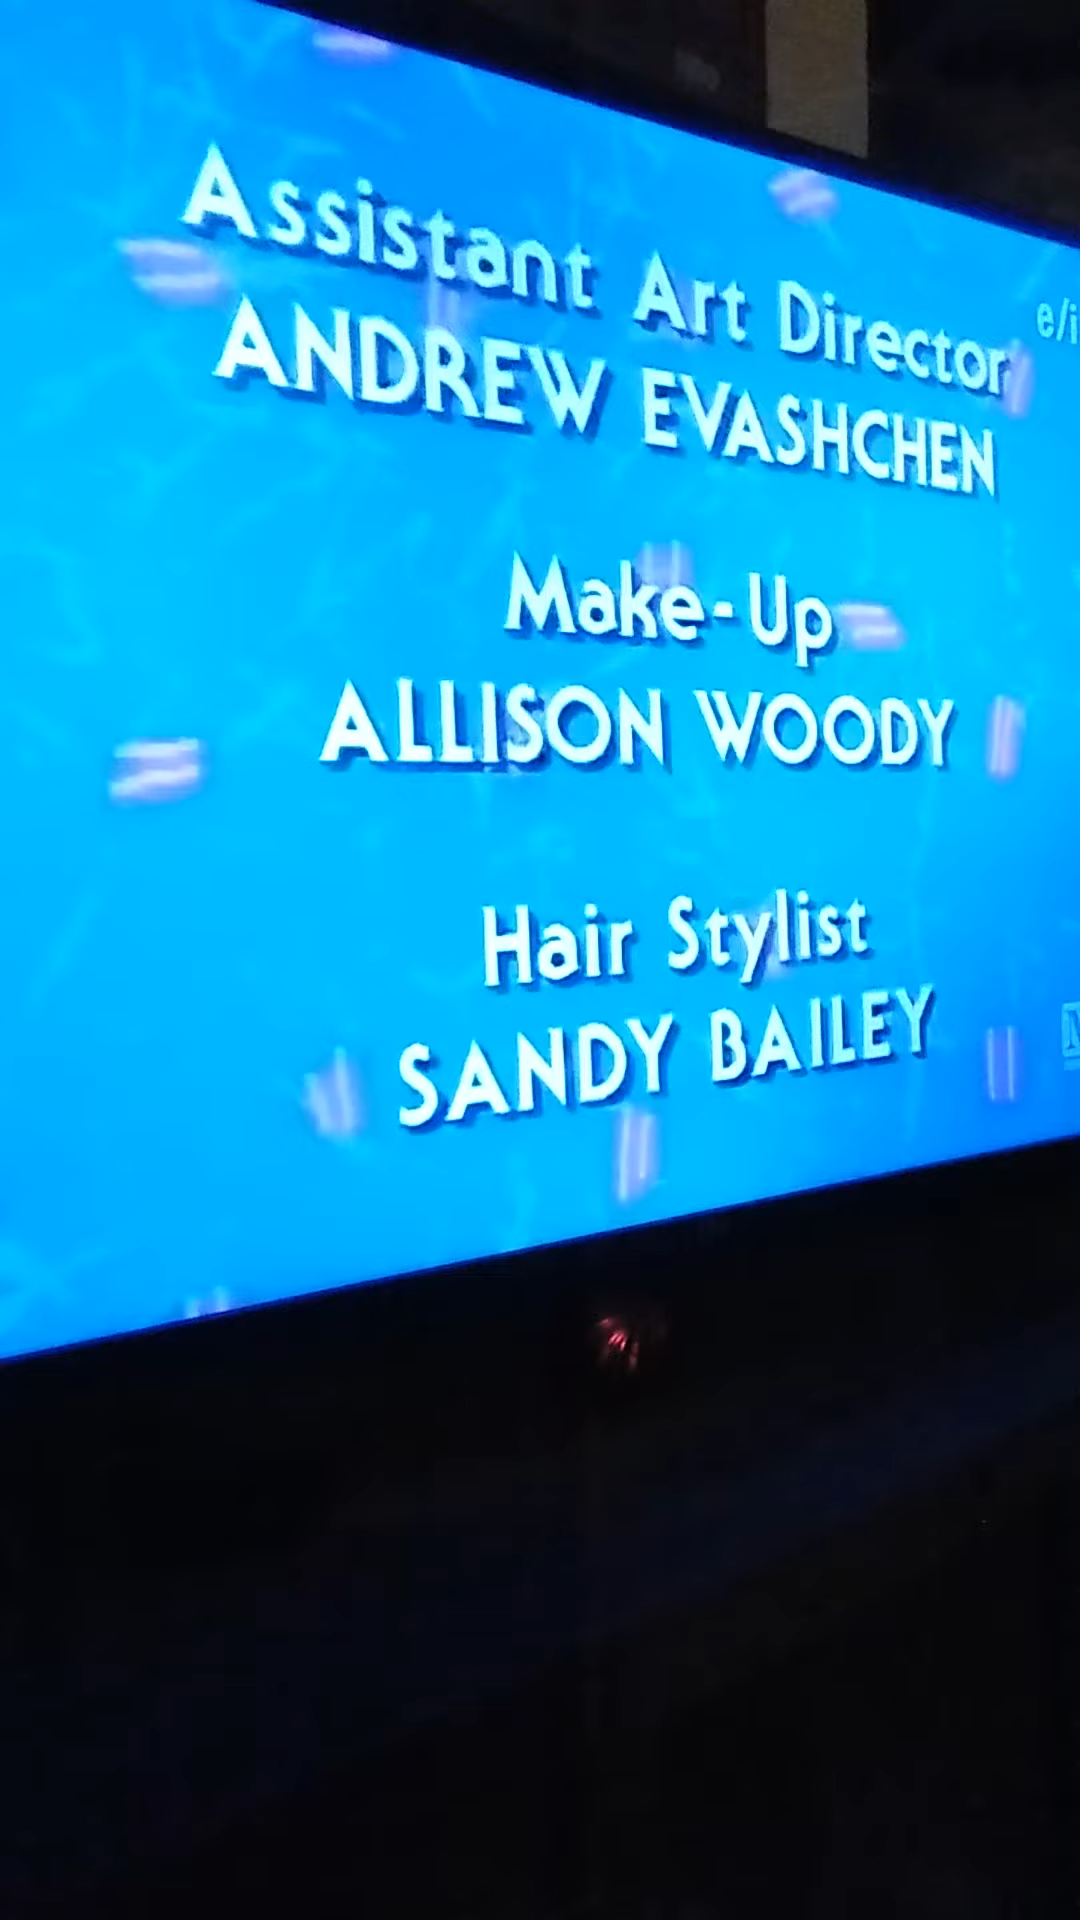 Assistant Art Director
e/i
ANDREW EVASHCHEN
Make-Up
ALLISON WOODY
Hair Stylist
SANDY BAILEY